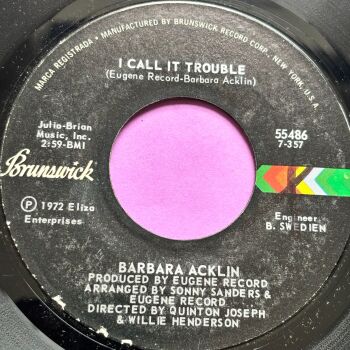 MARCA REGISTRADA • MANUFACTURED BY BRUNSWICK RECORD CORP., NEW YORK, U.S.A.
I CALL IT TROUBLE
(Eugene Record-Barbara Acklin)
Julio-Brian
Music, Inc.
2:59-BMI
55486
7-357
Brunswick
℗ 1972 Eliza
Enterprises
Engineer:
B. SWEDIEN
BARBARA ACKLIN
PRODUCED BY EUGENE RECORD
ARRANGED BY SONNY SANDERS &
EUGENE RECORD
DIRECTED BY QUINTON JOSEPH
& WILLIE HENDERSON